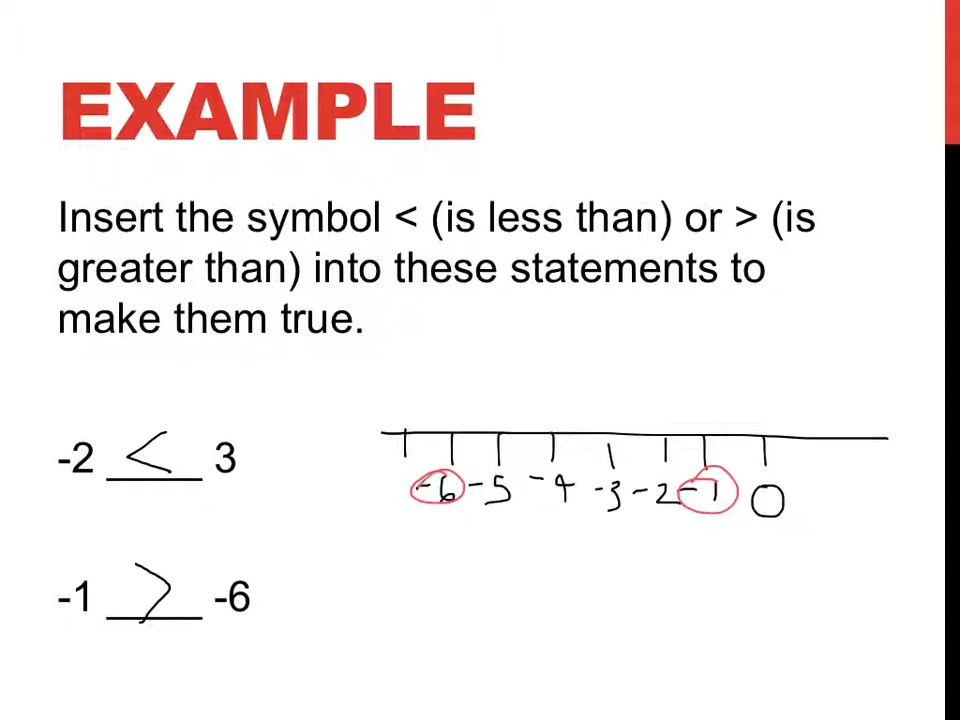 EXAMPLE
Insert the symbol < (is less than) or > (is
greater than) into these statements to
make them true.
-2 < 3
-6 -5 -4 -3 -2 -1 0
-1 > -6